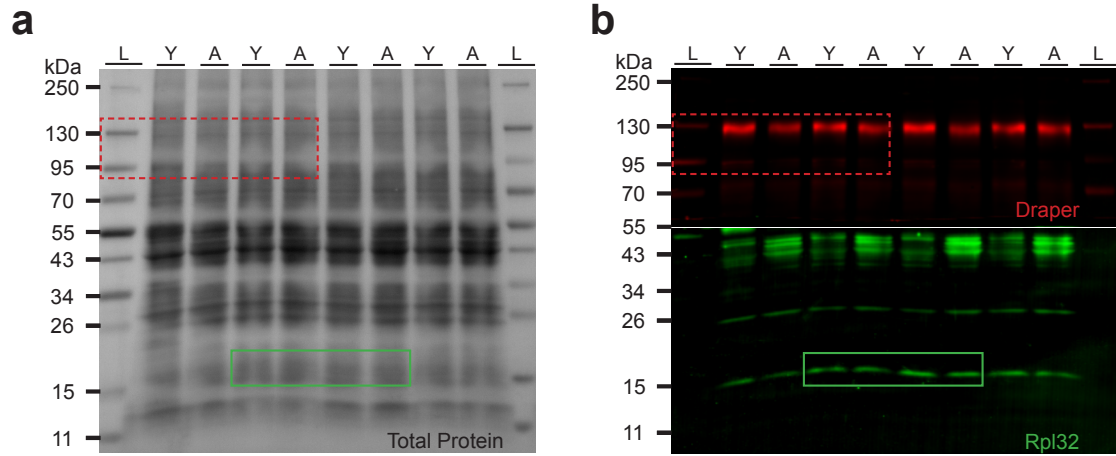 a
kDa
L Y A Y A Y A Y A L
250
130
95
70
55
43
34
26
15
11
Total Protein
b
kDa
L Y A Y A Y A Y A L
250
130
95
70
55
43
34
26
15
11
Draper
Rpl32